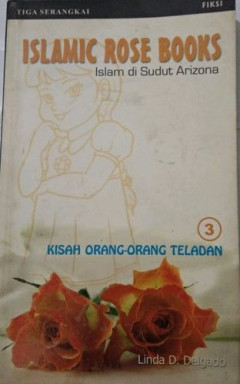 TIGA SERANGKAI
FIKSI
ISLAMIC ROSE BOOKS
Islam di Sudut Arizona
3
KISAH ORANG-ORANG TELADAN
Linda D. Delgado